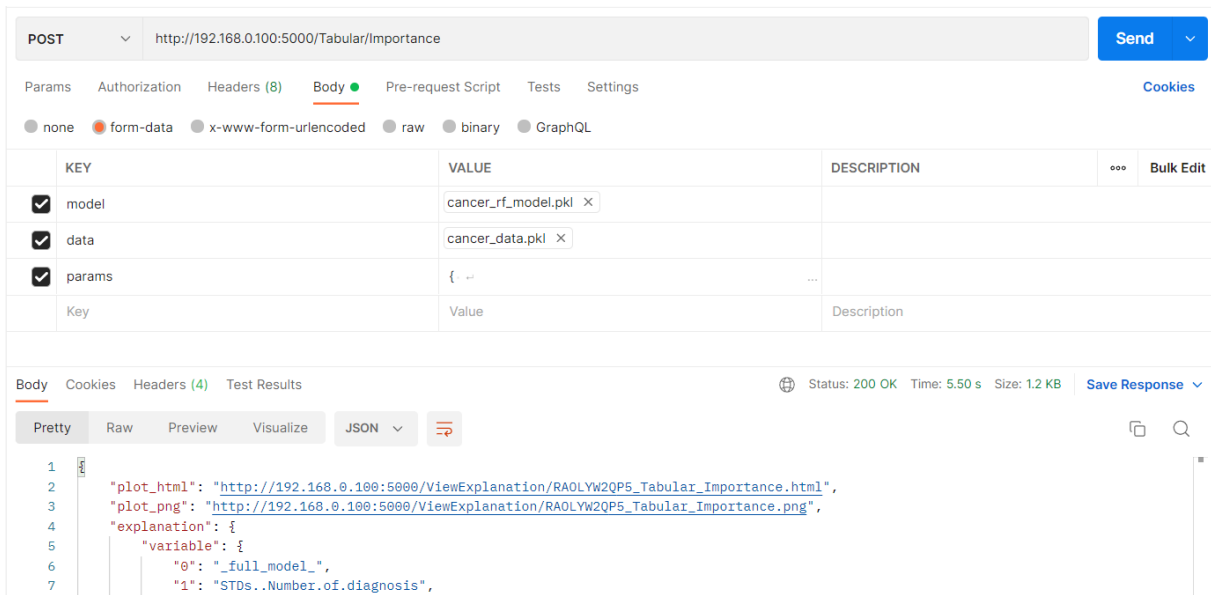 POST http://192.168.0.100:5000/Tabular/Importance Send
Params Authorization Headers (8) Body Pre-request Script Tests Settings Cookies
none form-data x-www-form-urlencoded raw binary GraphQL
KEY VALUE DESCRIPTION ooo Bulk Edit
model cancer_rf_model.pkl ×
data cancer_data.pkl ×
params { ↵ ...
Key Value Description
Body Cookies Headers (4) Test Results Status: 200 OK Time: 5.50 s Size: 1.2 KB Save Response
Pretty Raw Preview Visualize JSON
1 {
2 "plot_html": "http://192.168.0.100:5000/ViewExplanation/RAOLYW2QP5_Tabular_Importance.html",
3 "plot_png": "http://192.168.0.100:5000/ViewExplanation/RAOLYW2QP5_Tabular_Importance.png",
4 "explanation": {
5 "variable": {
6 "0": "_full_model_",
7 "1": "STDs..Number.of.diagnosis",